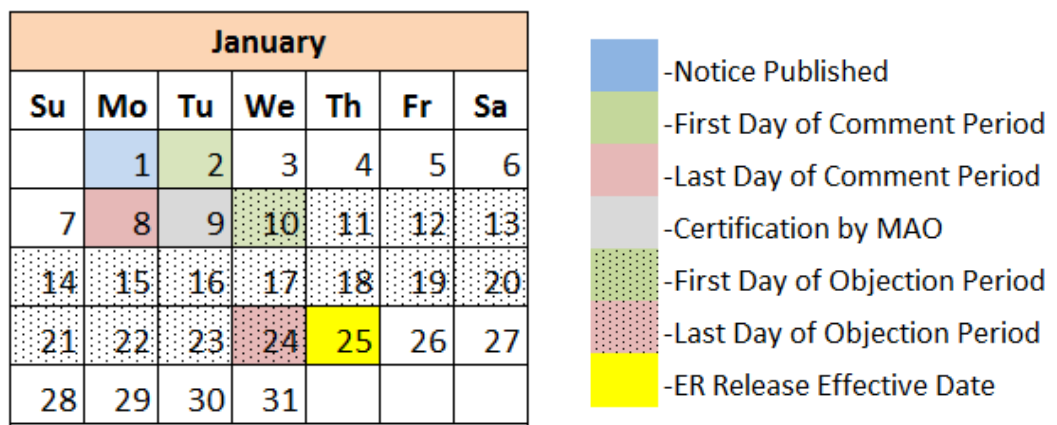 January
Su Mo Tu We Th Fr Sa
1 2 3 4 5 6
7 8 9 10 11 12 13
14 15 16 17 18 19 20
21 22 23 24 25 26 27
28 29 30 31
-Notice Published
-First Day of Comment Period
-Last Day of Comment Period
-Certification by MAO
-First Day of Objection Period
-Last Day of Objection Period
-ER Release Effective Date